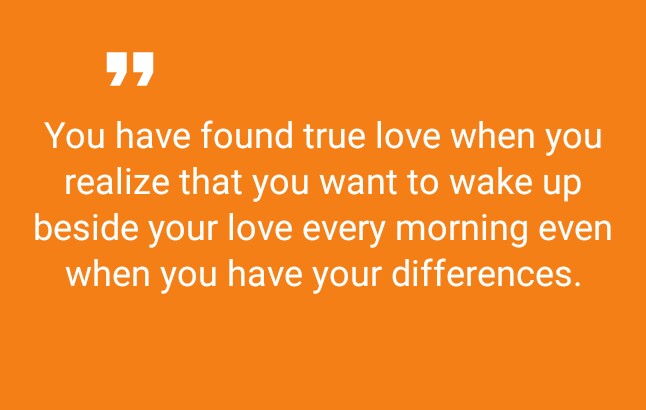 ”
You have found true love when you
realize that you want to wake up
beside your love every morning even
when you have your differences.